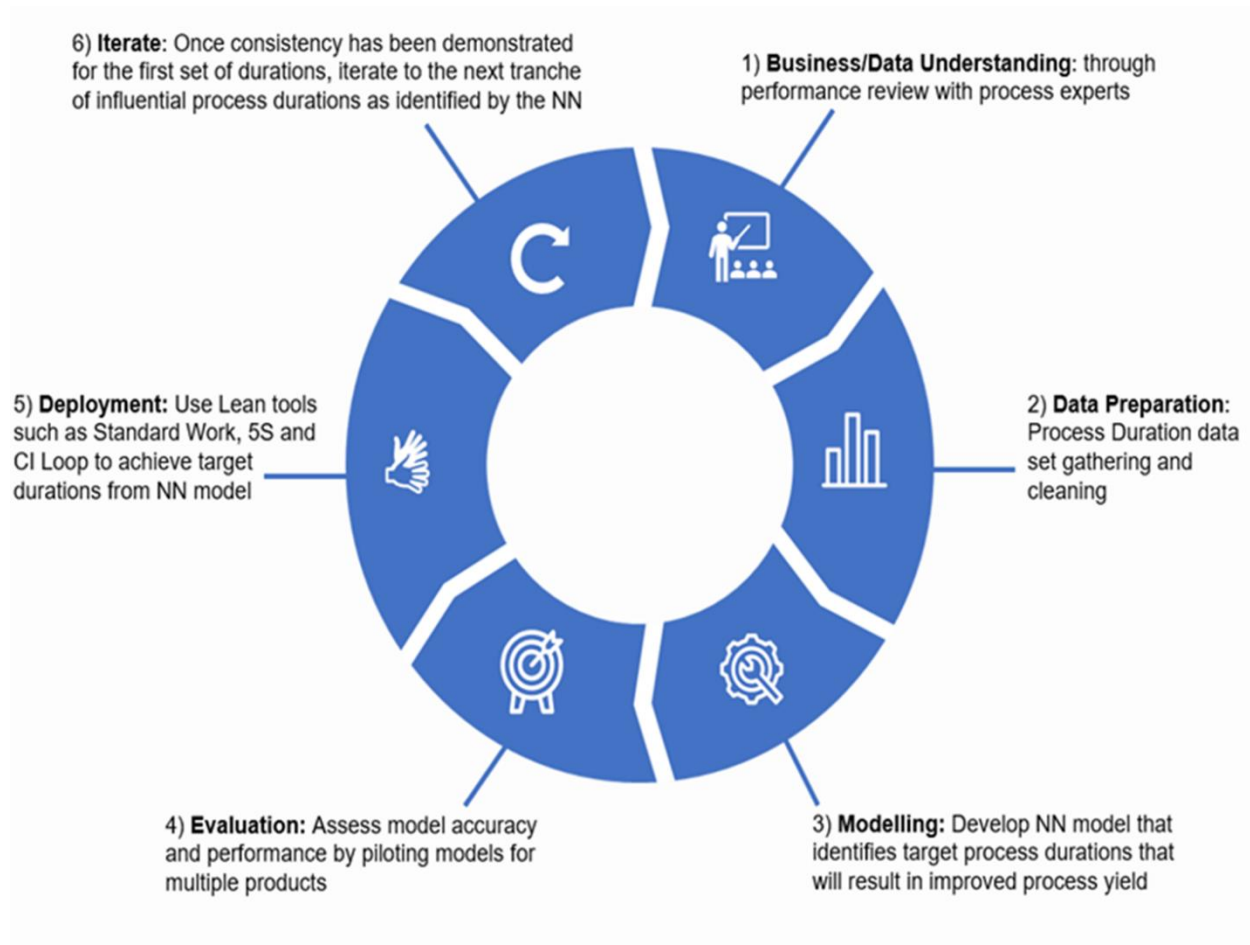 6) Iterate: Once consistency has been demonstrated
for the first set of durations, iterate to the next tranche
of influential process durations as identified by the NN
1) Business/Data Understanding: through
performance review with process experts
2) Data Preparation:
Process Duration data
set gathering and
cleaning
3) Modelling: Develop NN model that
identifies target process durations that
will result in improved process yield
4) Evaluation: Assess model accuracy
and performance by piloting models for
multiple products
5) Deployment: Use Lean tools
such as Standard Work, 5S and
CI Loop to achieve target
durations from NN model